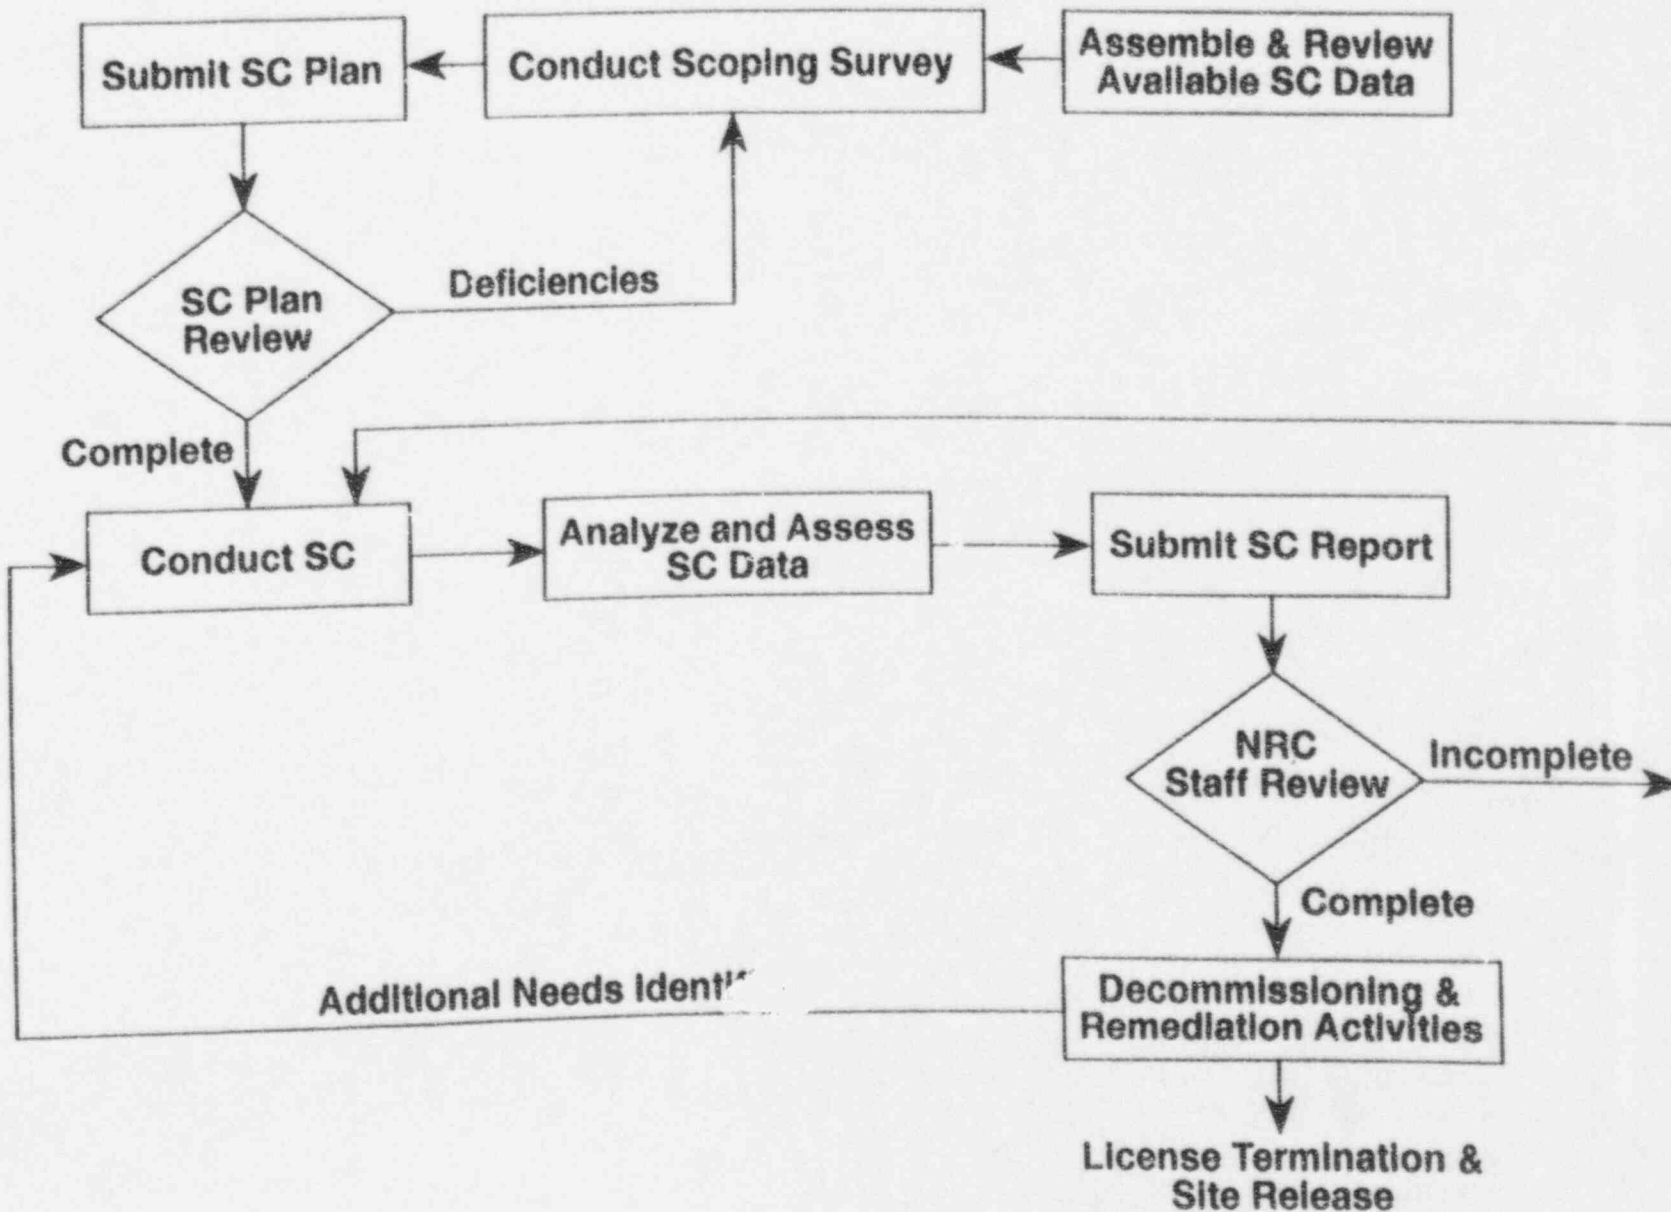 Submit SC Plan
Conduct Scoping Survey
Assemble & Review
Available SC Data
SC Plan
Review
Deficiencies
Complete
Conduct SC
Analyze and Assess
SC Data
Submit SC Report
NRC
Staff Review
Incomplete
Complete
Additional Needs
Decommissioning &
Remediation Activities
License Termination &
Site Release